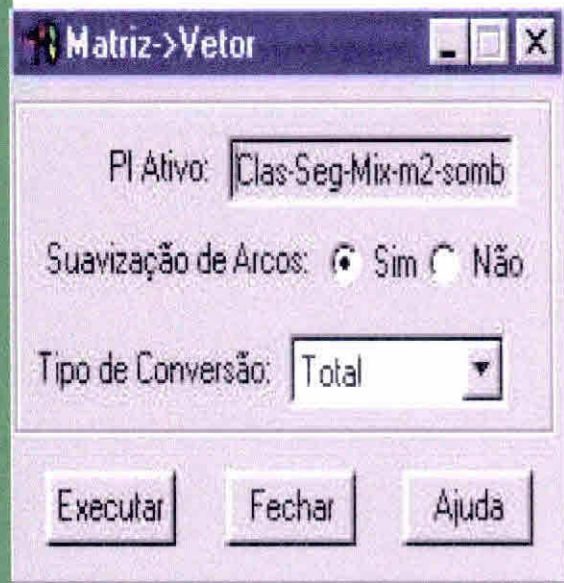 Matriz->Vetor
PI Ativo: Clas-Seg-Mix-m2-somb
Suavização de Arcos: Sim Não
Tipo de Conversão: Total
Executar Fechar Ajuda